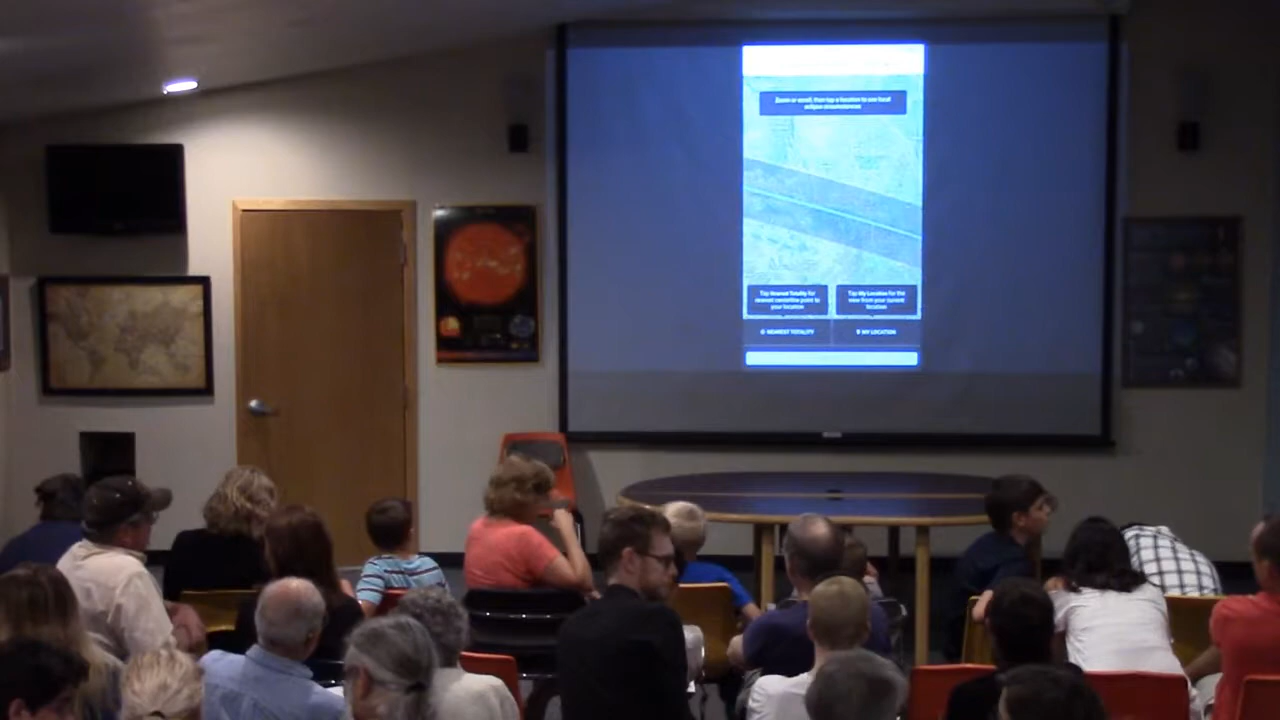 Zoom or scroll, then tap a location to see local
eclipse circumstances
Tap Nearest Totality for
nearest centerline point to
your location
Tap My Location for the
view from your current
location
NEAREST TOTALITY
MY LOCATION